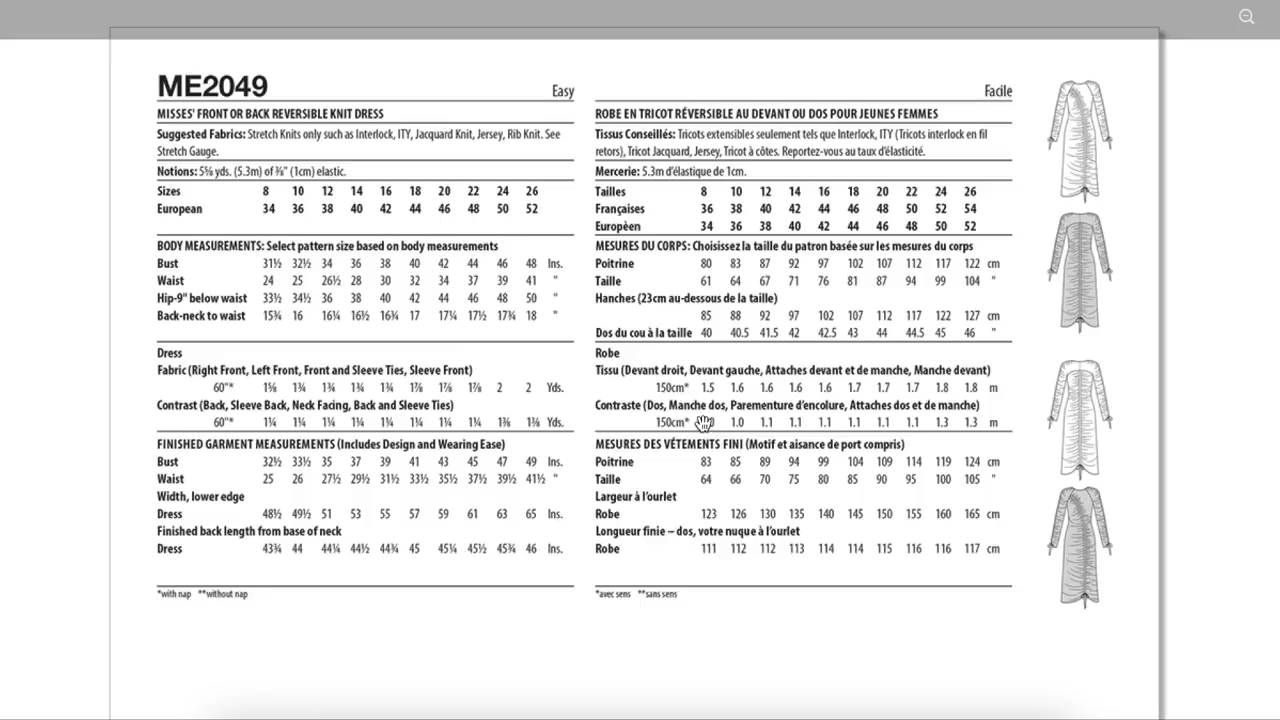 ME2049 Easy
MISSES' FRONT OR BACK REVERSIBLE KNIT DRESS
Suggested Fabrics: Stretch Knits only such as Interlock, ITY, Jacquard Knit, Jersey, Rib Knit. See
Stretch Gauge.
Notions: 5⅝ yds. (5.3m) of ⅜" (1cm) elastic.
Sizes 8 10 12 14 16 18 20 22 24 26
European 34 36 38 40 42 44 46 48 50 52
BODY MEASUREMENTS: Select pattern size based on body measurements
Bust 31½ 32½ 34 36 38 40 42 44 46 48 Ins.
Waist 24 25 26½ 28 30 32 34 37 39 41 "
Hip-9" below waist 33½ 34½ 36 38 40 42 44 46 48 50 "
Back-neck to waist 15¾ 16 16¼ 16½ 16¾ 17 17¼ 17½ 17¾ 18 "
Dress
Fabric (Right Front, Left Front, Front and Sleeve Ties, Sleeve Front)
60"* 1⅝ 1¾ 1¾ 1¾ 1¾ 1⅞ 1⅞ 1⅞ 2 2 Yds.
Contrast (Back, Sleeve Back, Neck Facing, Back and Sleeve Ties)
60"* 1¼ 1¼ 1¼ 1¼ 1¼ 1¼ 1¼ 1¼ 1⅜ 1⅜ Yds.
FINISHED GARMENT MEASUREMENTS (Includes Design and Wearing Ease)
Bust 32½ 33½ 35 37 39 41 43 45 47 49 Ins.
Waist 25 26 27½ 29½ 31½ 33½ 35½ 37½ 39½ 41½ "
Width, lower edge
Dress 48½ 49½ 51 53 55 57 59 61 63 65 Ins.
Finished back length from base of neck
Dress 43¾ 44 44¼ 44½ 44¾ 45 45¼ 45½ 45¾ 46 Ins.
*with nap **without nap
Facile
ROBE EN TRICOT RÉVERSIBLE AU DEVANT OU DOS POUR JEUNES FEMMES
Tissus Conseillés: Tricots extensibles seulement tels que Interlock, ITY (Tricots interlock en fil
retors), Tricot Jacquard, Jersey, Tricot à côtes. Reportez-vous au taux d'élasticité.
Mercerie: 5.3m d'élastique de 1cm.
Tailles 8 10 12 14 16 18 20 22 24 26
Françaises 36 38 40 42 44 46 48 50 52 54
Europèen 34 36 38 40 42 44 46 48 50 52
MESURES DU CORPS: Choisissez la taille du patron basée sur les mesures du corps
Poitrine 80 83 87 92 97 102 107 112 117 122 cm
Taille 61 64 67 71 76 81 87 94 99 104 "
Hanches (23cm au-dessous de la taille)
85 88 92 97 102 107 112 117 122 127 cm
Dos du cou à la taille 40 40.5 41.5 42 42.5 43 44 44.5 45 46 "
Robe
Tissu (Devant droit, Devant gauche, Attaches devant et de manche, Manche devant)
150cm* 1.5 1.6 1.6 1.6 1.6 1.7 1.7 1.7 1.8 1.8 m
Contraste (Dos, Manche dos, Parementure d'encolure, Attaches dos et de manche)
150cm* 1.0 1.1 1.1 1.1 1.1 1.1 1.1 1.3 1.3 m
MESURES DES VÉTEMENTS FINI (Motif et aisance de port compris)
Poitrine 83 85 89 94 99 104 109 114 119 124 cm
Taille 64 66 70 75 80 85 90 95 100 105 "
Largeur à l'ourlet
Robe 123 126 130 135 140 145 150 155 160 165 cm
Longueur finie – dos, votre nuque à l'ourlet
Robe 111 112 112 113 114 114 115 116 116 117 cm
*avec sens **sans sens